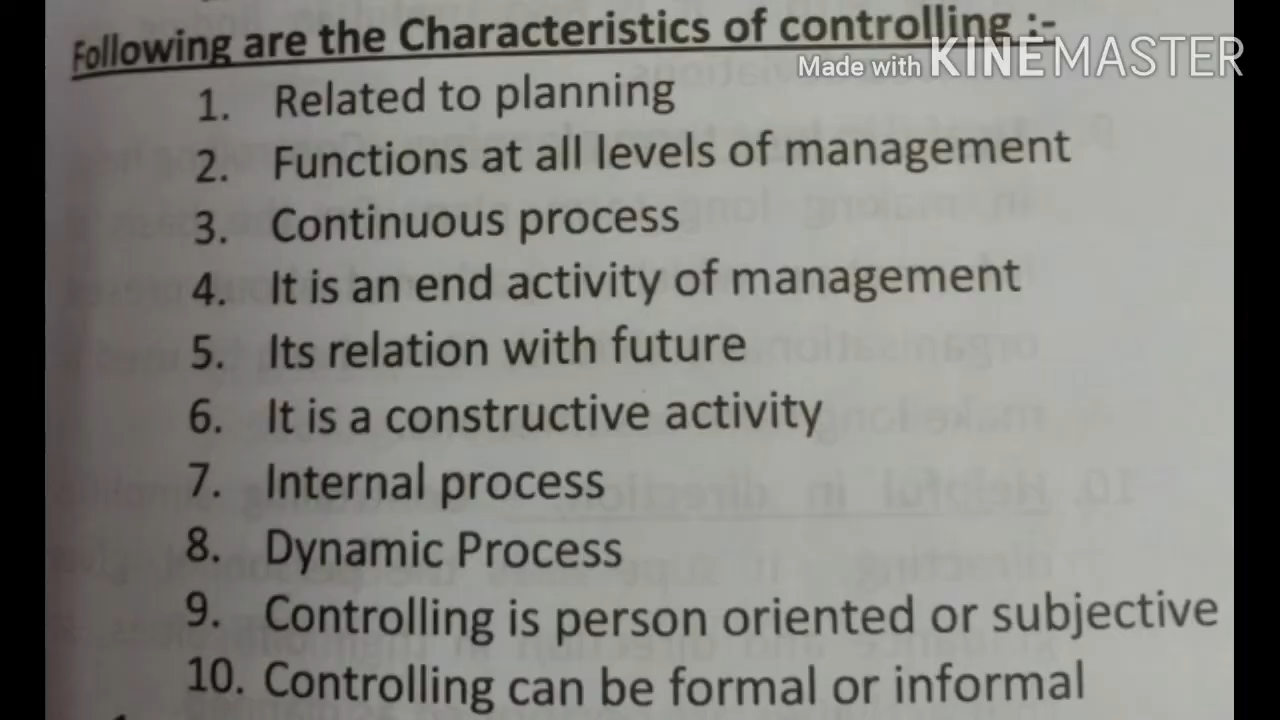 Following are the Characteristics of controlling :-
Made with KINEMASTER
1. Related to planning
2. Functions at all levels of management
3. Continuous process
4. It is an end activity of management
5. Its relation with future
6. It is a constructive activity
7. Internal process
8. Dynamic Process
9. Controlling is person oriented or subjective
10. Controlling can be formal or informal